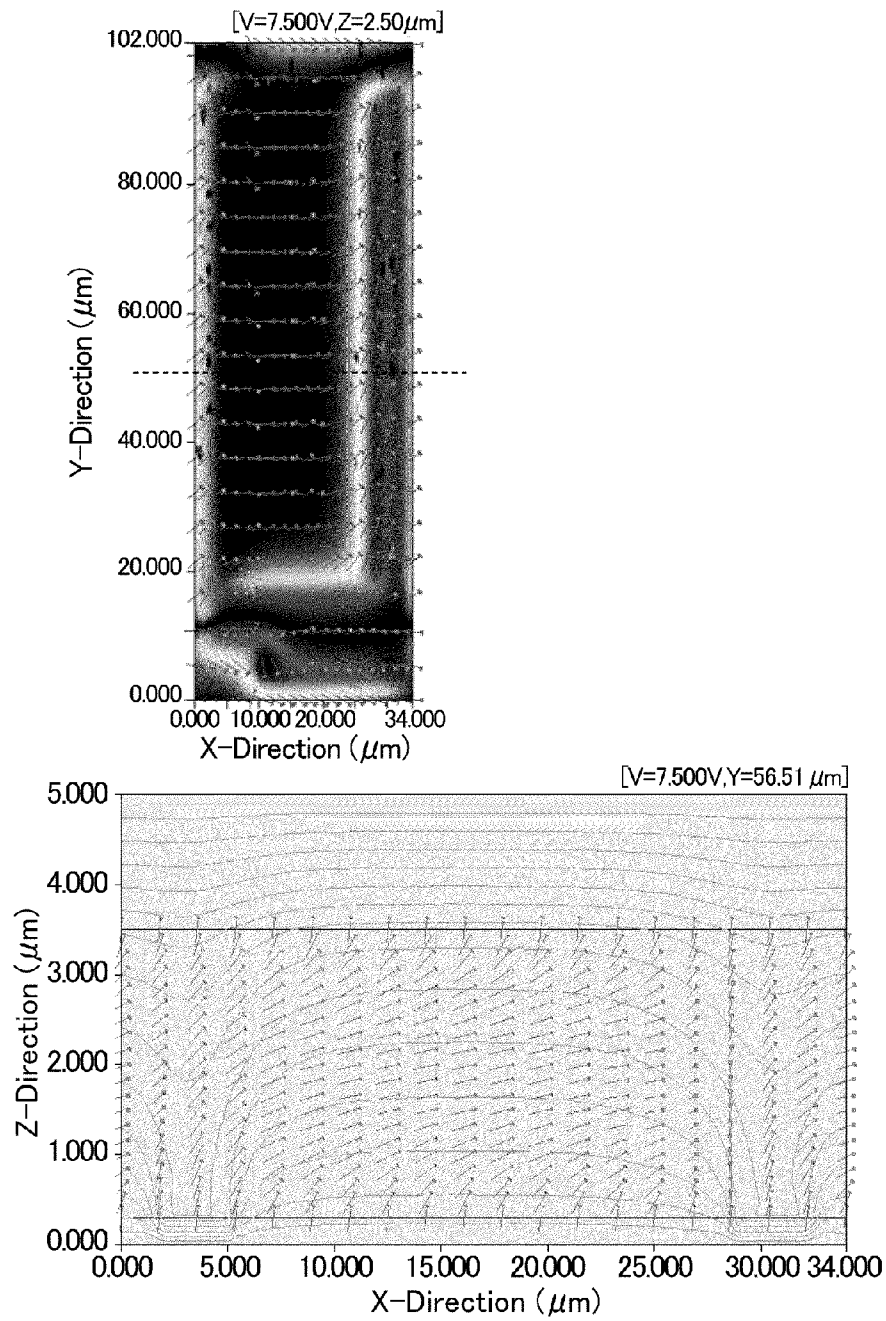 [V=7.500V,Z=2.50μm]
102.000
80.000
60.000
40.000
20.000
0.000
Y-Direction (μm)
0.000 10.000 20.000 34.000
X-Direction (μm)
[V=7.500V,Y=56.51 μm]
5.000
4.000
3.000
2.000
1.000
0.000
Z-Direction (μm)
0.000 5.000 10.000 15.000 20.000 25.000 30.000 34.000
X-Direction (μm)